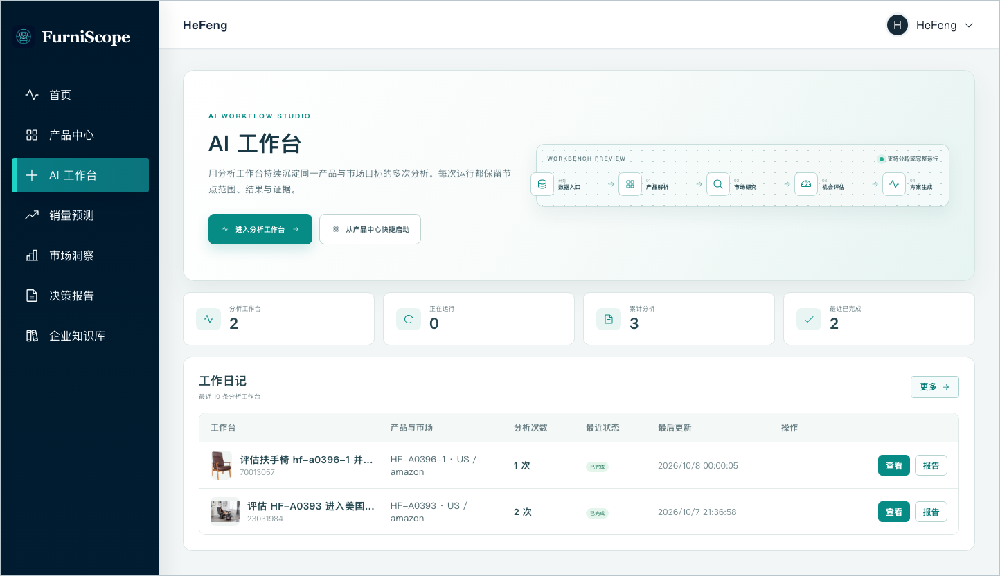 FurniScope
首页
产品中心
AI 工作台
销量预测
市场洞察
决策报告
企业知识库
HeFeng
H
HeFeng
AI WORKFLOW STUDIO
AI 工作台
用分析工作台持续沉淀同一产品与市场目标的多次分析。每次运行都保留节
点范围、结果与证据。
进入分析工作台
从产品中心快捷启动
WORKBENCH PREVIEW
支持分段或完整运行
开始
数据入口
01
产品解析
02
市场研究
03
机会评估
04
方案生成
分析工作台
2
正在运行
0
累计分析
3
最近已完成
2
工作日记
最近 10 条分析工作台
更多
工作台 产品与市场 分析次数 最近状态 最后更新 操作
评估扶手椅 hf-a0396-1 并...
70013057
HF-A0396-1 · US /
amazon
1 次
已完成
2026/10/8 00:00:05
查看
报告
评估 HF-A0393 进入美国...
23031984
HF-A0393 · US /
amazon
2 次
已完成
2026/10/7 21:36:58
查看
报告